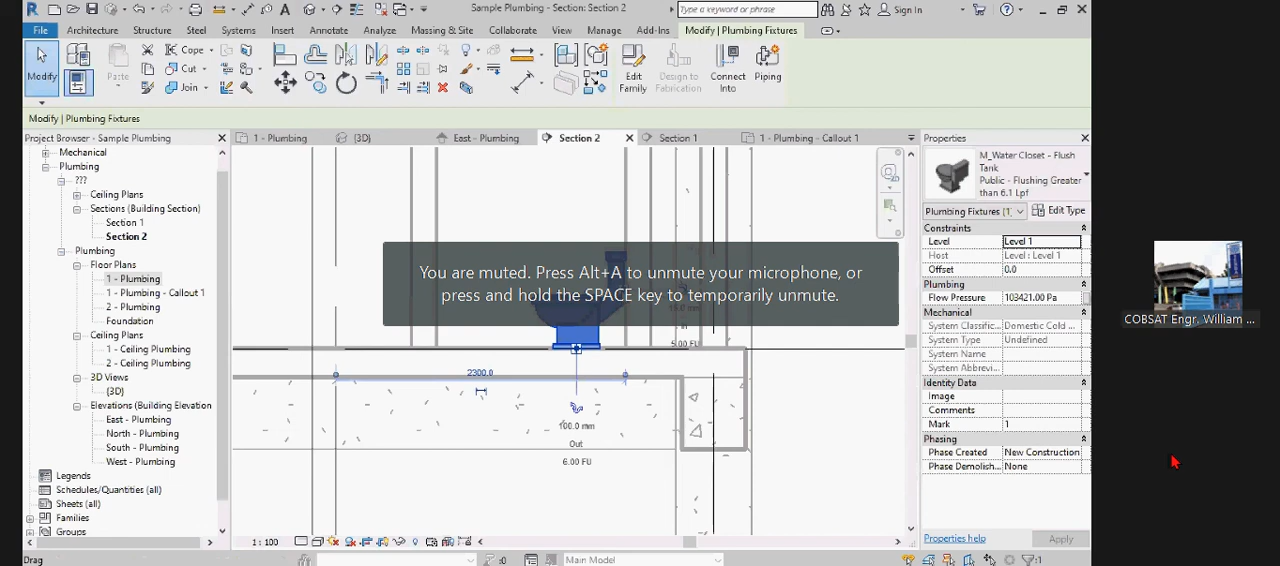 Sample Plumbing - Section: Section 2
Type a keyword or phrase
Sign In
File Architecture Structure Steel Systems Insert Annotate Analyze Massing & Site Collaborate View Manage Add-Ins Modify | Plumbing Fixtures
Modify
Paste
Cope
Cut
Join
Edit Family
Design to Fabrication
Connect Into
Piping
Modify | Plumbing Fixtures
Project Browser - Sample Plumbing
Mechanical
Plumbing
???
Ceiling Plans
Sections (Building Section)
Section 1
Section 2
Plumbing
Floor Plans
1 - Plumbing
1 - Plumbing - Callout 1
2 - Plumbing
Foundation
Ceiling Plans
1 - Ceiling Plumbing
2 - Ceiling Plumbing
3D Views
{3D}
Elevations (Building Elevation
East - Plumbing
North - Plumbing
South - Plumbing
West - Plumbing
Legends
Schedules/Quantities (all)
Sheets (all)
Families
Groups
1 - Plumbing
{3D}
East - Plumbing
Section 2
Section 1
1 - Plumbing - Callout 1
You are muted. Press Alt+A to unmute your microphone, or
press and hold the SPACE key to temporarily unmute.
5.00 FU
2300.0
100.0 mm
Out
6.00 FU
1 : 100
Properties
M_Water Closet - Flush
Tank
Public - Flushing Greater
than 6.1 Lpf
Plumbing Fixtures (1)
Edit Type
Constraints
Level Level 1
Host Level : Level 1
Offset 0.0
Plumbing
Flow Pressure 103421.00 Pa
Mechanical
System Classific... Domestic Cold
System Type Undefined
System Name
System Abbrevi...
Identity Data
Image
Comments
Mark 1
Phasing
Phase Created New Construction
Phase Demolish... None
Properties help
Apply
Drag
:0
Main Model
:1
COBSAT Engr. William ...